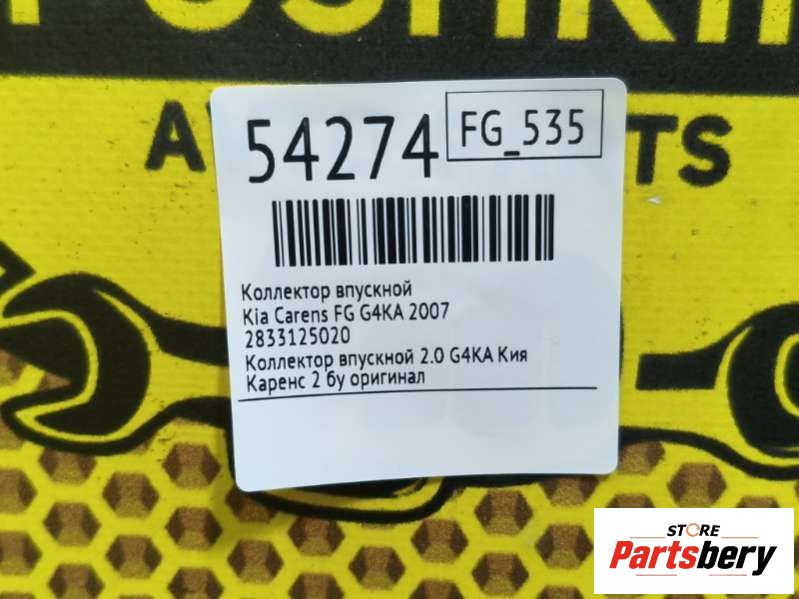 54274
FG_535
Коллектор впускной
Kia Carens FG G4KA 2007
2833125020
Коллектор впускной 2.0 G4KA Кия
Каренс 2 бу оригинал
STORE
Partsbery